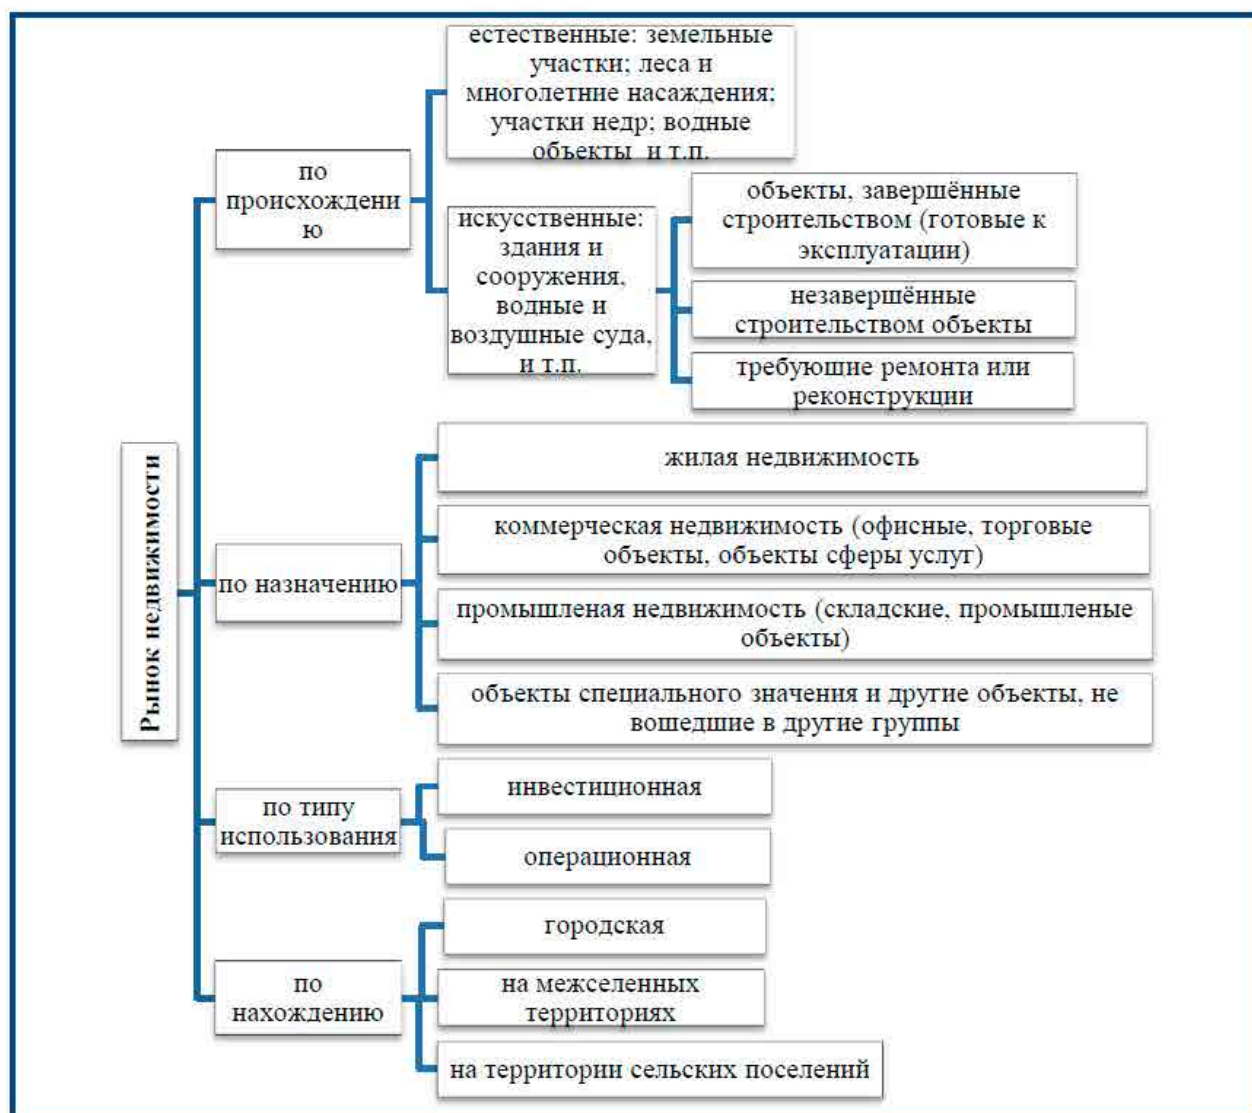 Рынок недвижимости
по
происхождени
ю
естественные: земельные
участки; леса и
многолетние насаждения;
участки недр; водные
объекты и т.п.
искусственные:
здания и
сооружения,
водные и
воздушные суда,
и т.п.
объекты, завершённые
строительством (готовые к
эксплуатации)
незавершённые
строительством объекты
требующие ремонта или
реконструкции
по назначению
жилая недвижимость
коммерческая недвижимость (офисные, торговые
объекты, объекты сферы услуг)
промышленая недвижимость (складские, промышленые
объекты)
объекты специального значения и другие объекты, не
вошедшие в другие группы
по типу
использования
инвестиционная
операционная
по
нахождению
городская
на межселенных
территориях
на территории сельских поселений